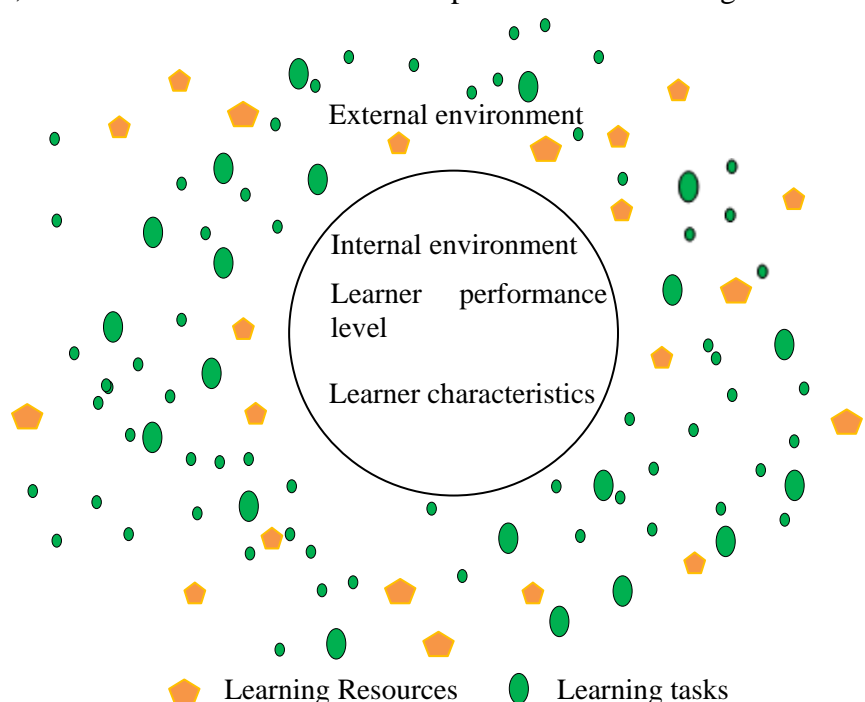 External environment
Internal environment
Learner performance
level
Learner characteristics
Learning Resources
Learning tasks